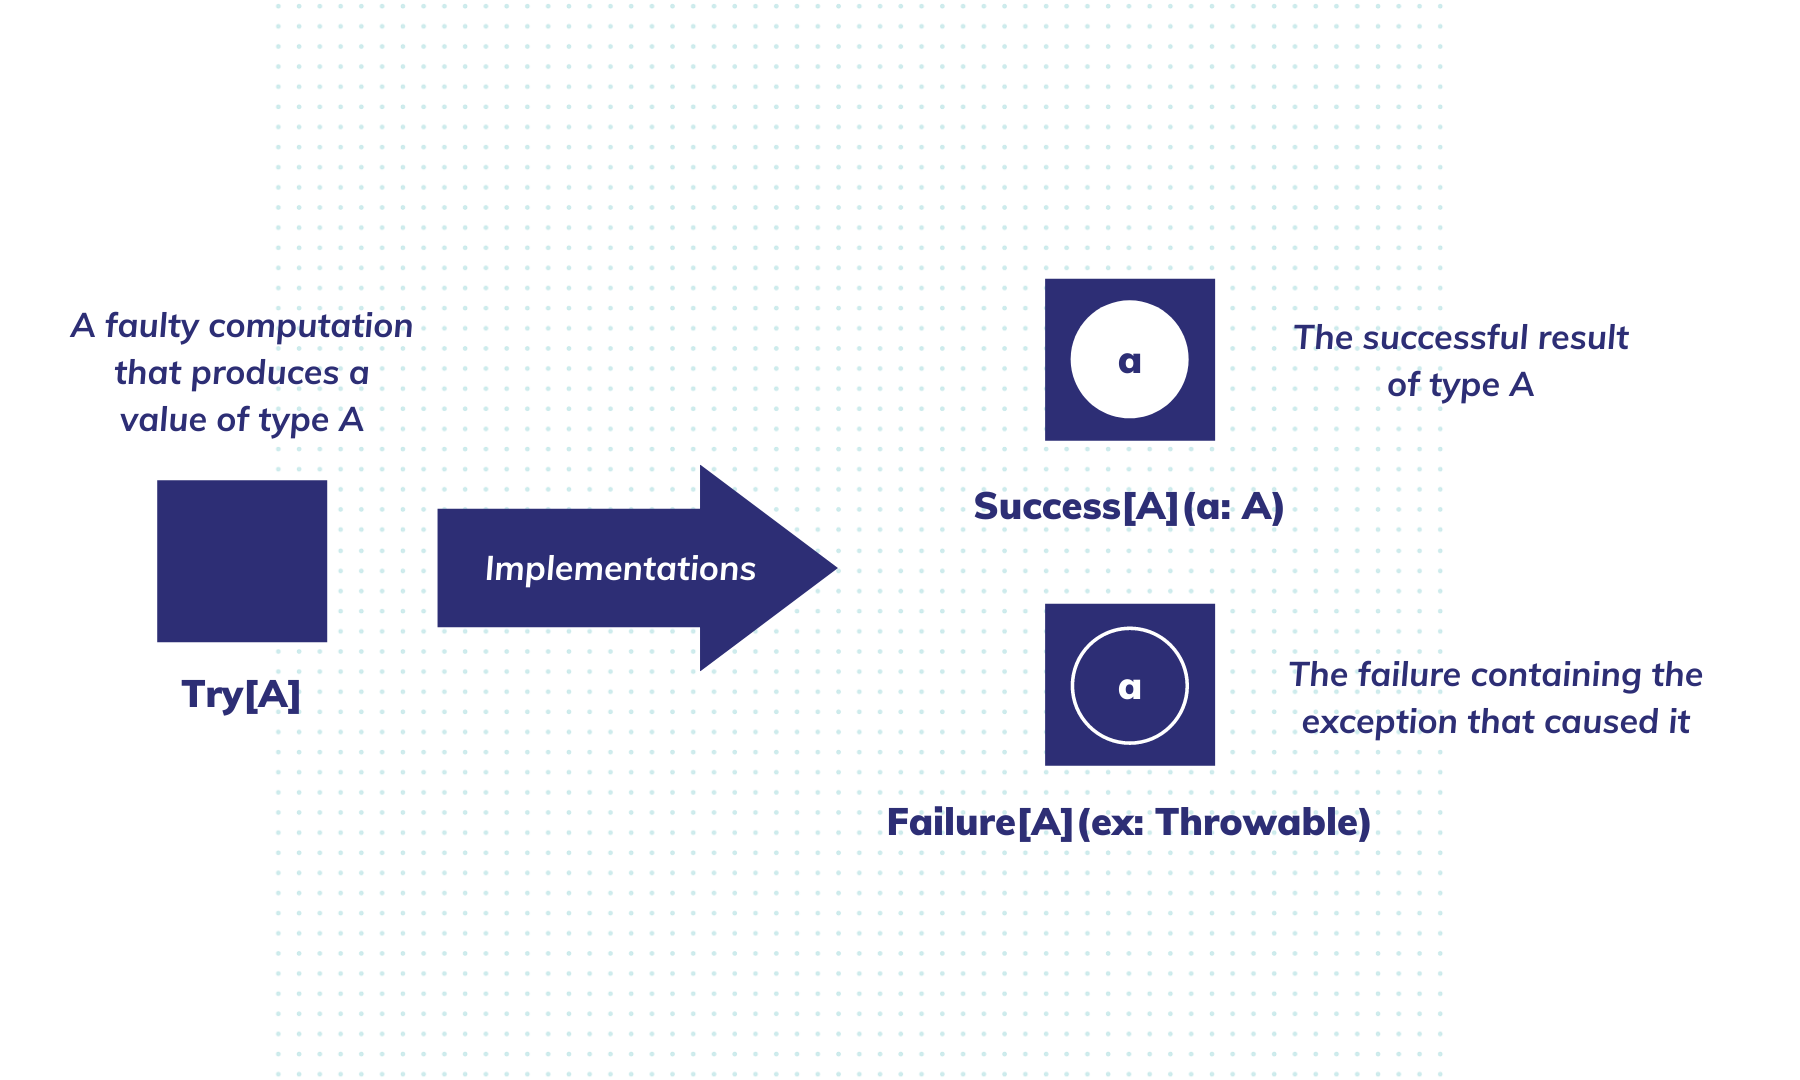 A faulty computation
that produces a
value of type A
Try[A]
Implementations
a
The successful result
of type A
Success[A](a: A)
a
The failure containing the
exception that caused it
Failure[A](ex: Throwable)